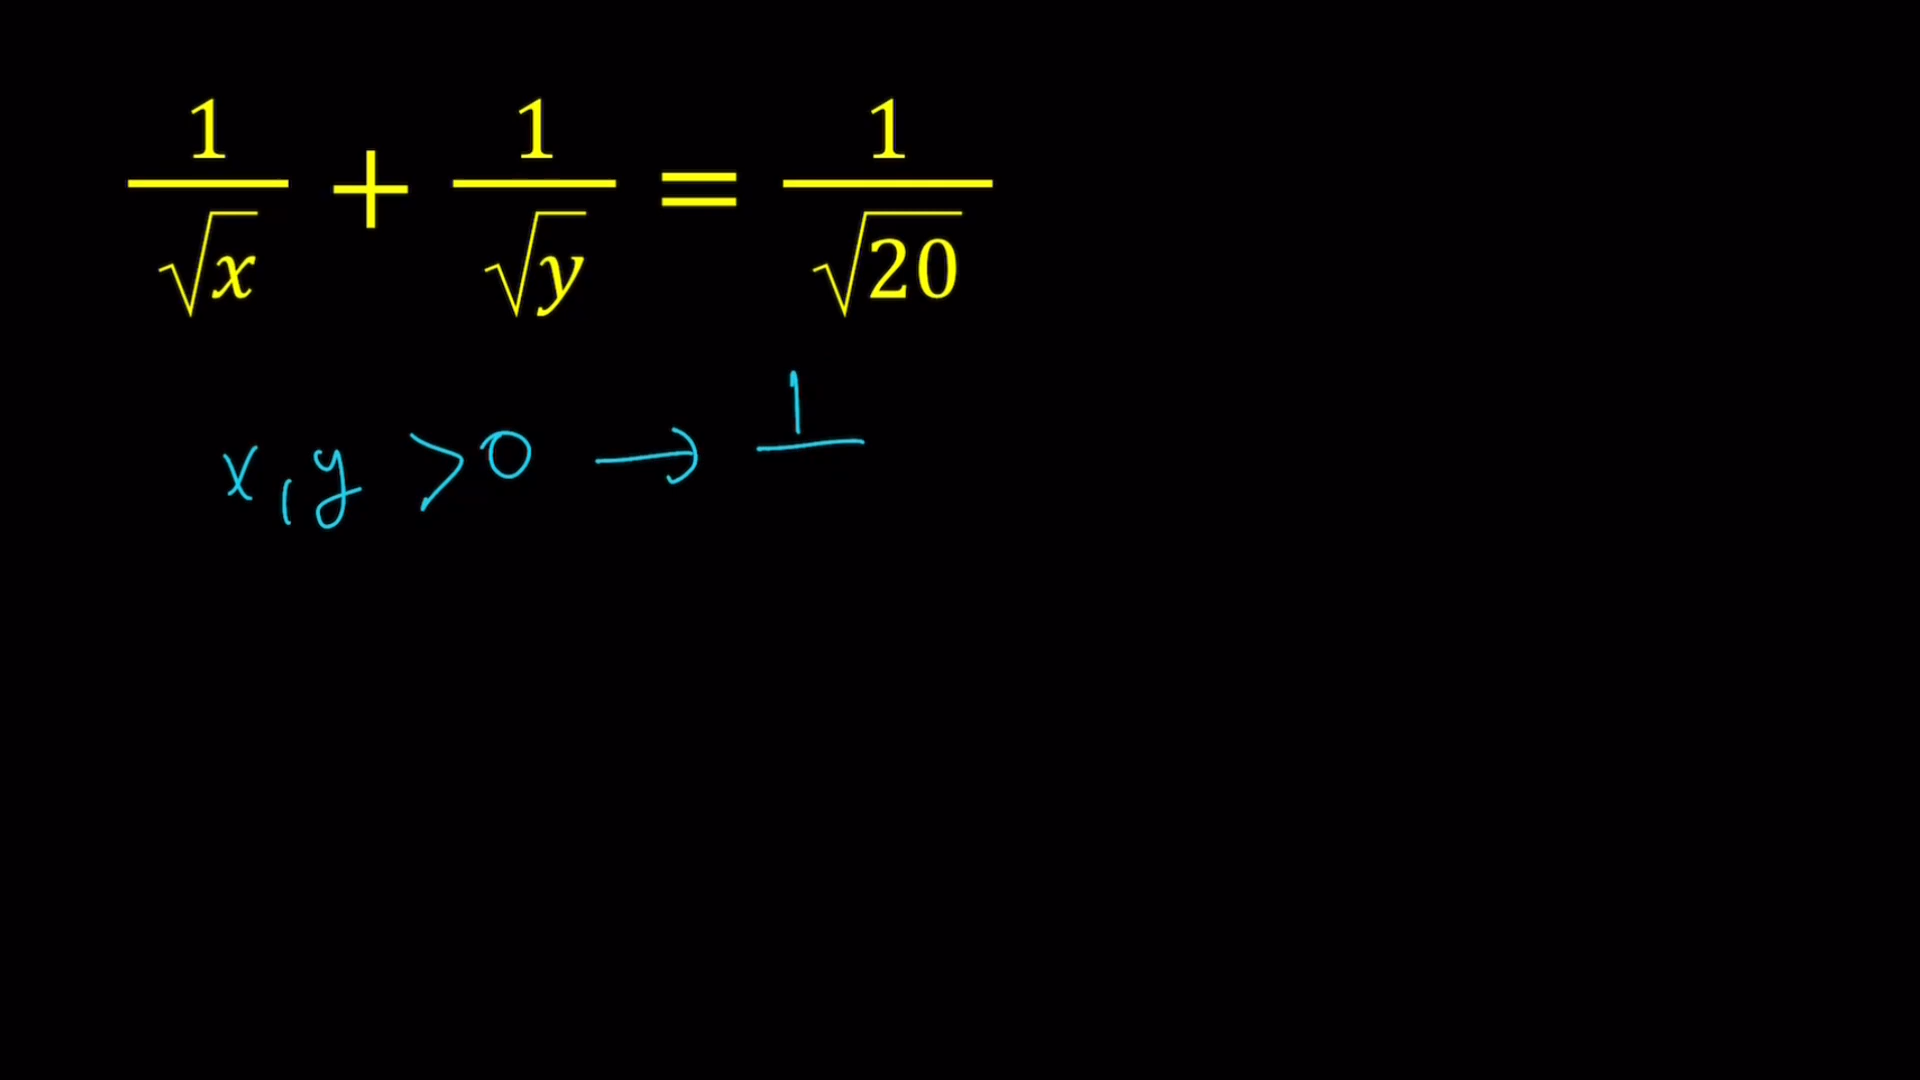 1/√x + 1/√y = 1/√20
x, y > 0 → 1/